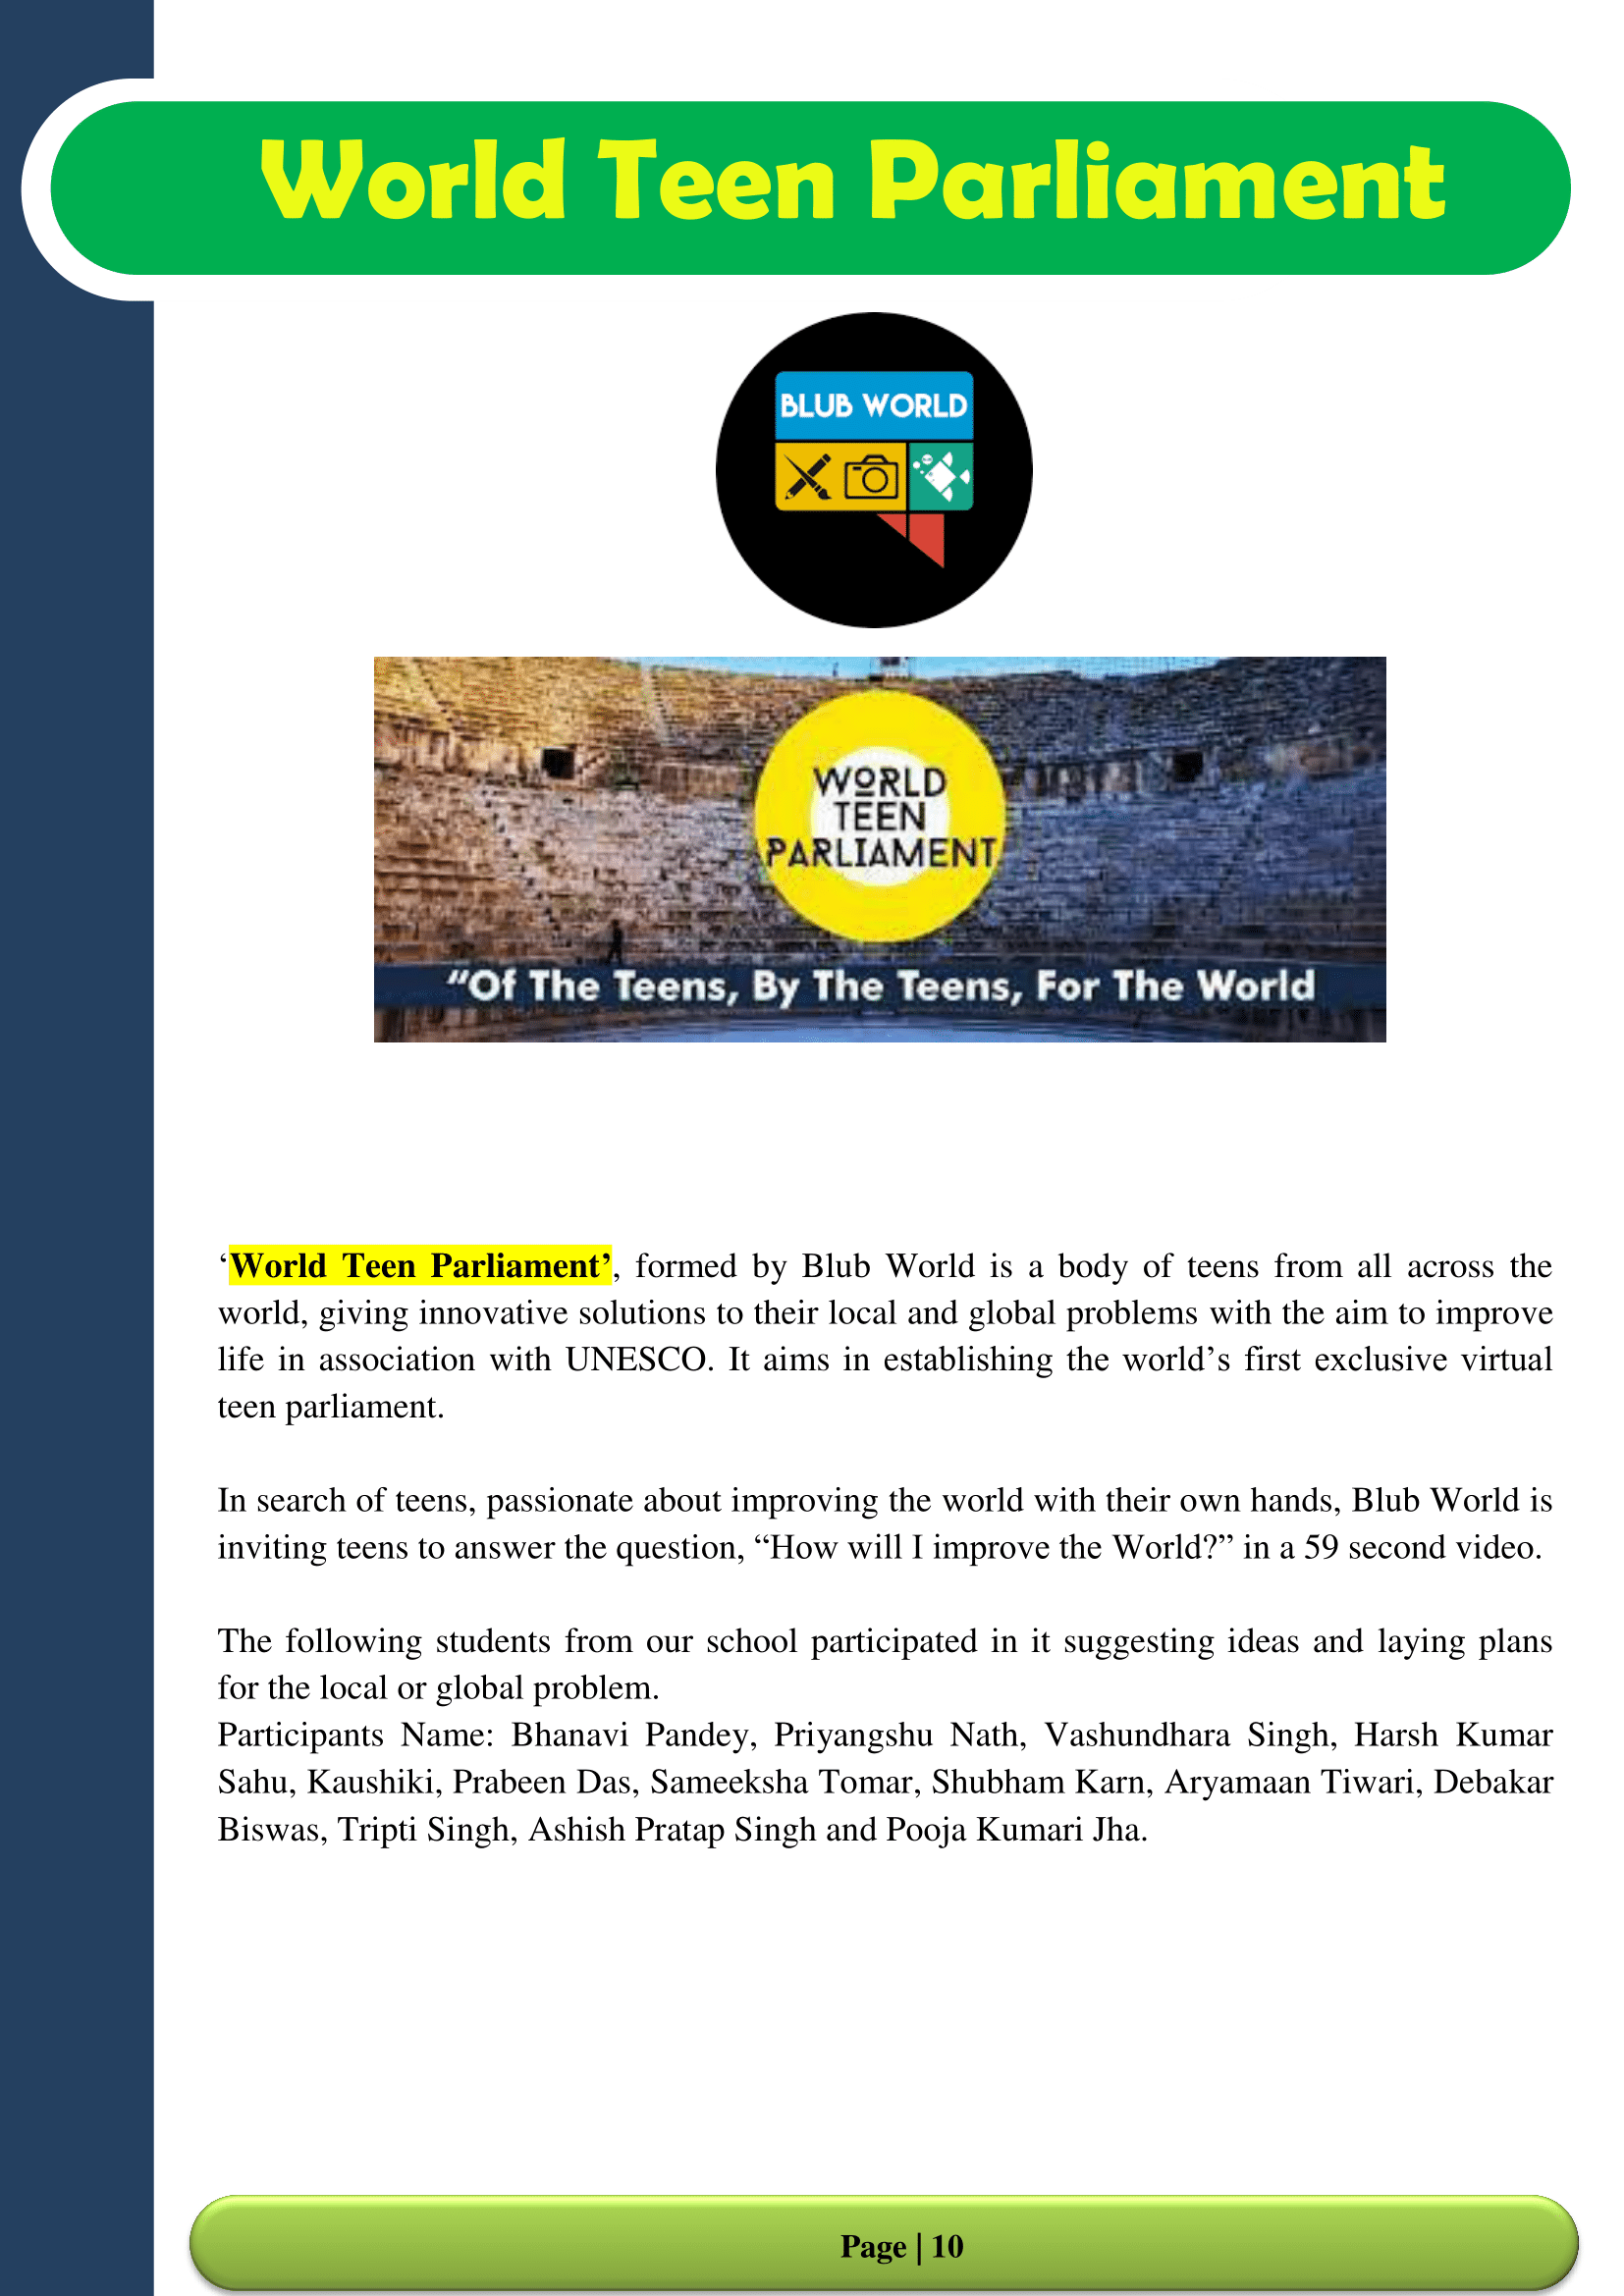 World Teen Parliament
BLUB WORLD
WORLD
TEEN
PARLIAMENT
“Of The Teens, By The Teens, For The World
‘World Teen Parliament’, formed by Blub World is a body of teens from all across the
world, giving innovative solutions to their local and global problems with the aim to improve
life in association with UNESCO. It aims in establishing the world’s first exclusive virtual
teen parliament.
In search of teens, passionate about improving the world with their own hands, Blub World is
inviting teens to answer the question, “How will I improve the World?” in a 59 second video.
The following students from our school participated in it suggesting ideas and laying plans
for the local or global problem.
Participants Name: Bhanavi Pandey, Priyangshu Nath, Vashundhara Singh, Harsh Kumar
Sahu, Kaushiki, Prabeen Das, Sameeksha Tomar, Shubham Karn, Aryamaan Tiwari, Debakar
Biswas, Tripti Singh, Ashish Pratap Singh and Pooja Kumari Jha.
Page | 10